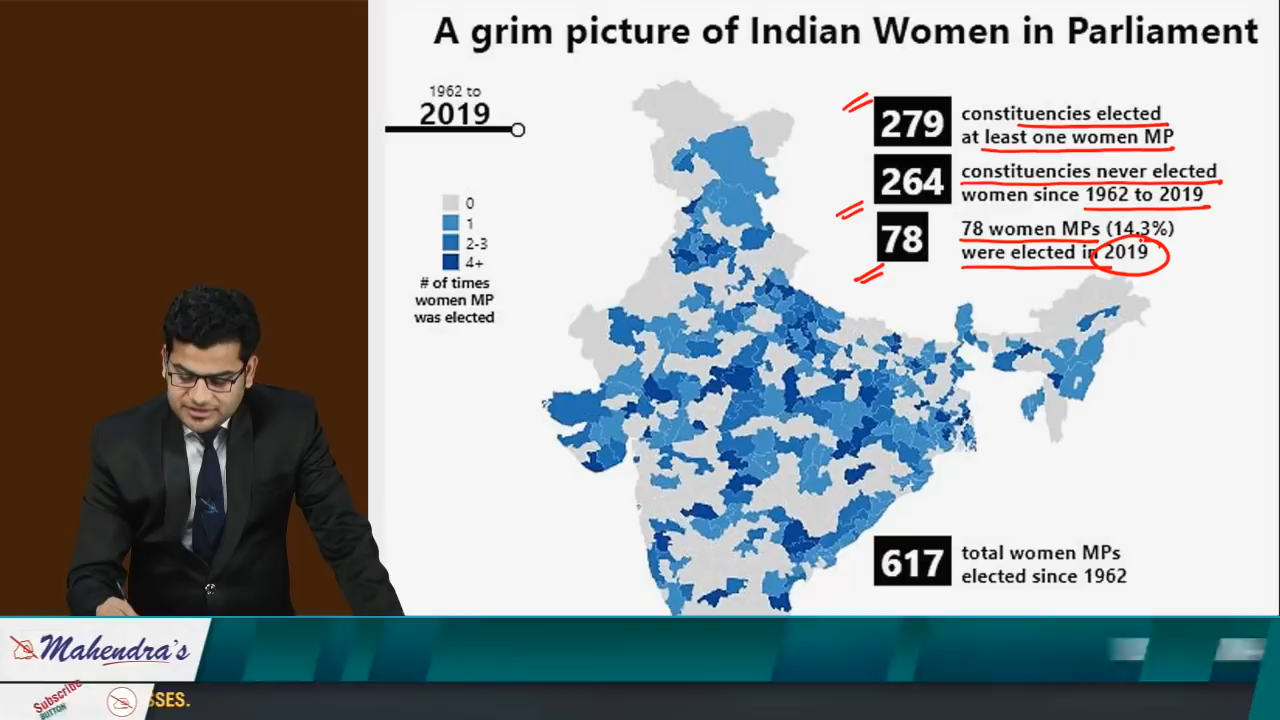 A grim picture of Indian Women in Parliament
1962 to
2019
0
1
2-3
4+
# of times
women MP
was elected
279
constituencies elected
at least one women MP
264
constituencies never elected
women since 1962 to 2019
78
78 women MPs (14.3%)
were elected in 2019
617
total women MPs
elected since 1962
Mahendra's
Subscribe
BUTTON
SSES.